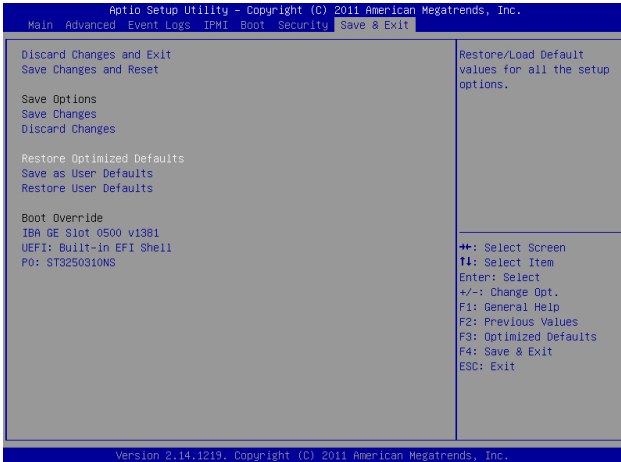 Aptio Setup Utility – Copyright (C) 2011 American Megatrends, Inc.
Main Advanced Event Logs IPMI Boot Security Save & Exit
Discard Changes and Exit
Save Changes and Reset
Save Options
Save Changes
Discard Changes
Restore Optimized Defaults
Save as User Defaults
Restore User Defaults
Boot Override
IBA GE Slot 0500 v1381
UEFI: Built-in EFI Shell
P0: ST3250310NS
Restore/Load Default
values for all the setup
options.
→←: Select Screen
↑↓: Select Item
Enter: Select
+/-: Change Opt.
F1: General Help
F2: Previous Values
F3: Optimized Defaults
F4: Save & Exit
ESC: Exit
Version 2.14.1219. Copyright (C) 2011 American Megatrends, Inc.